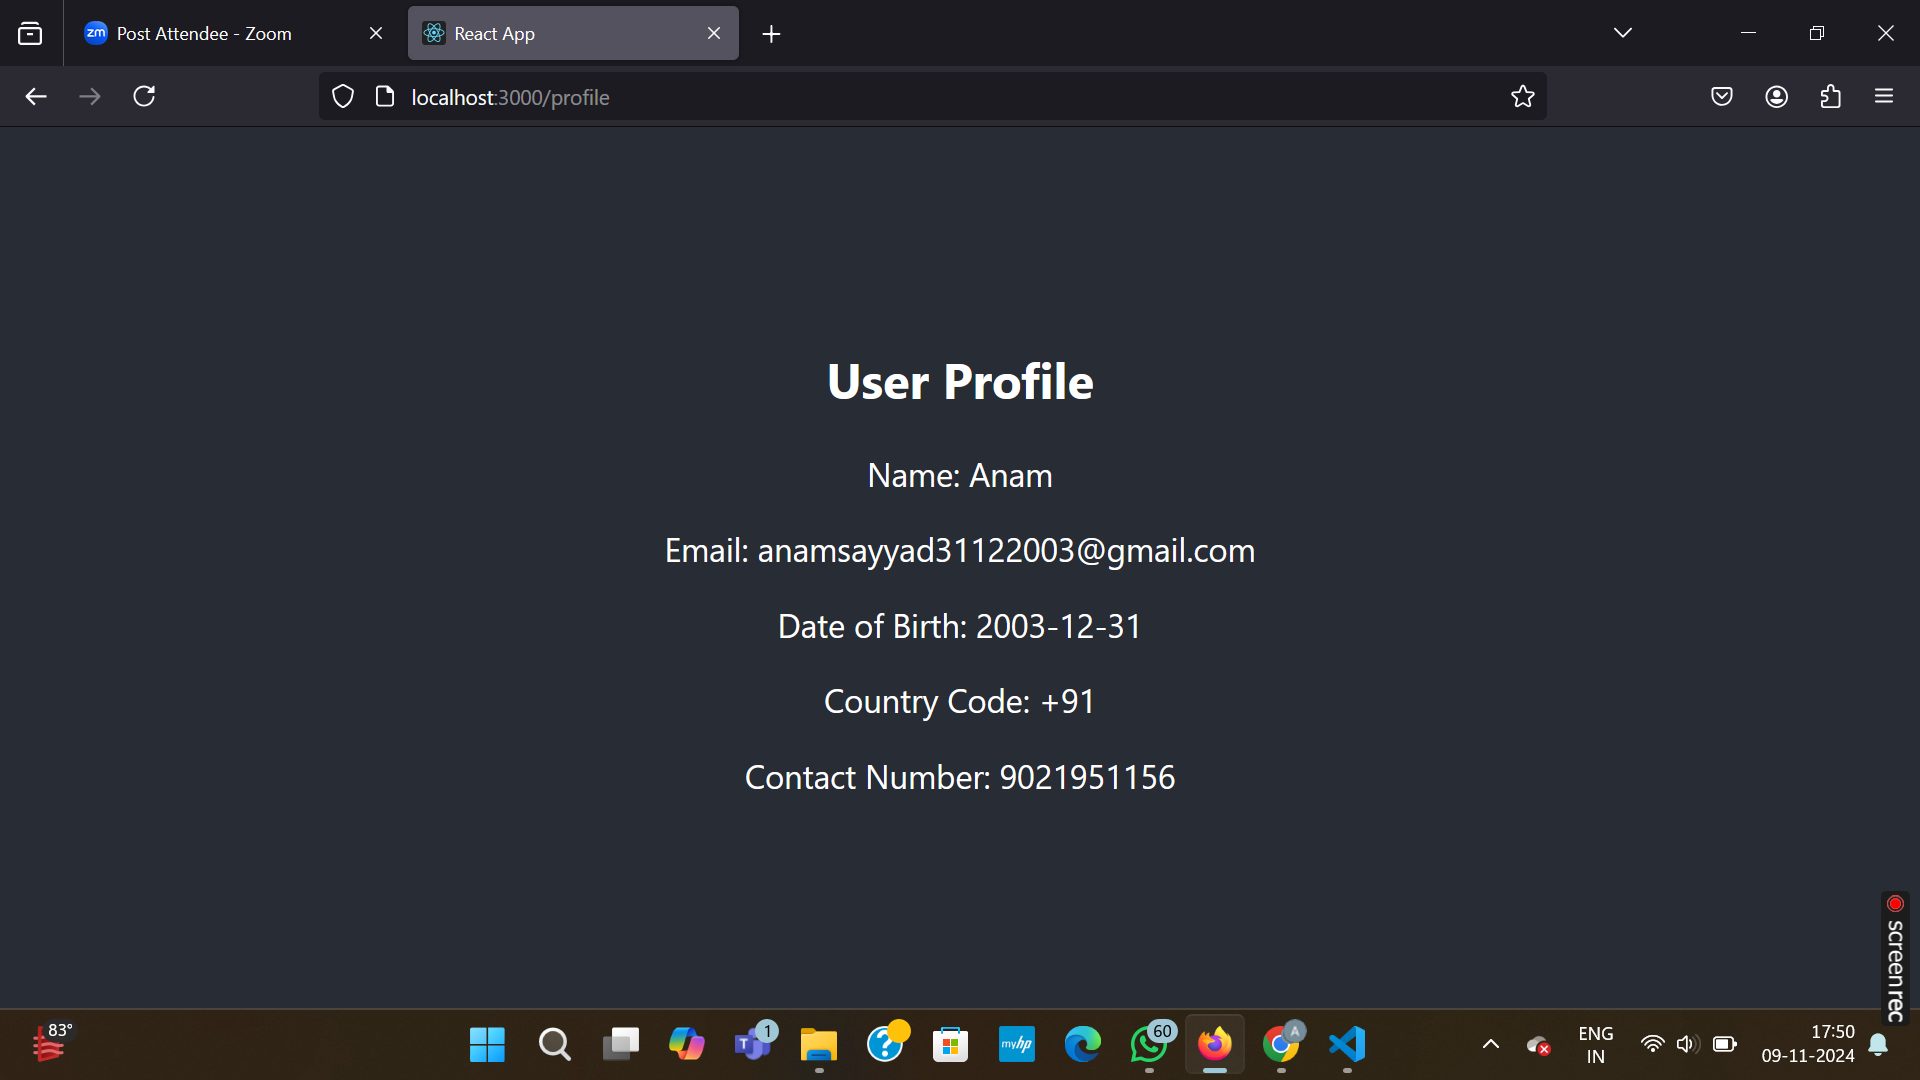 zm Post Attendee - Zoom
React App
localhost:3000/profile
User Profile
Name: Anam
Email: anamsayyad31122003@gmail.com
Date of Birth: 2003-12-31
Country Code: +91
Contact Number: 9021951156
screenrec
83°
T 1
?
myhp
60
A
ENG
IN
17:50
09-11-2024